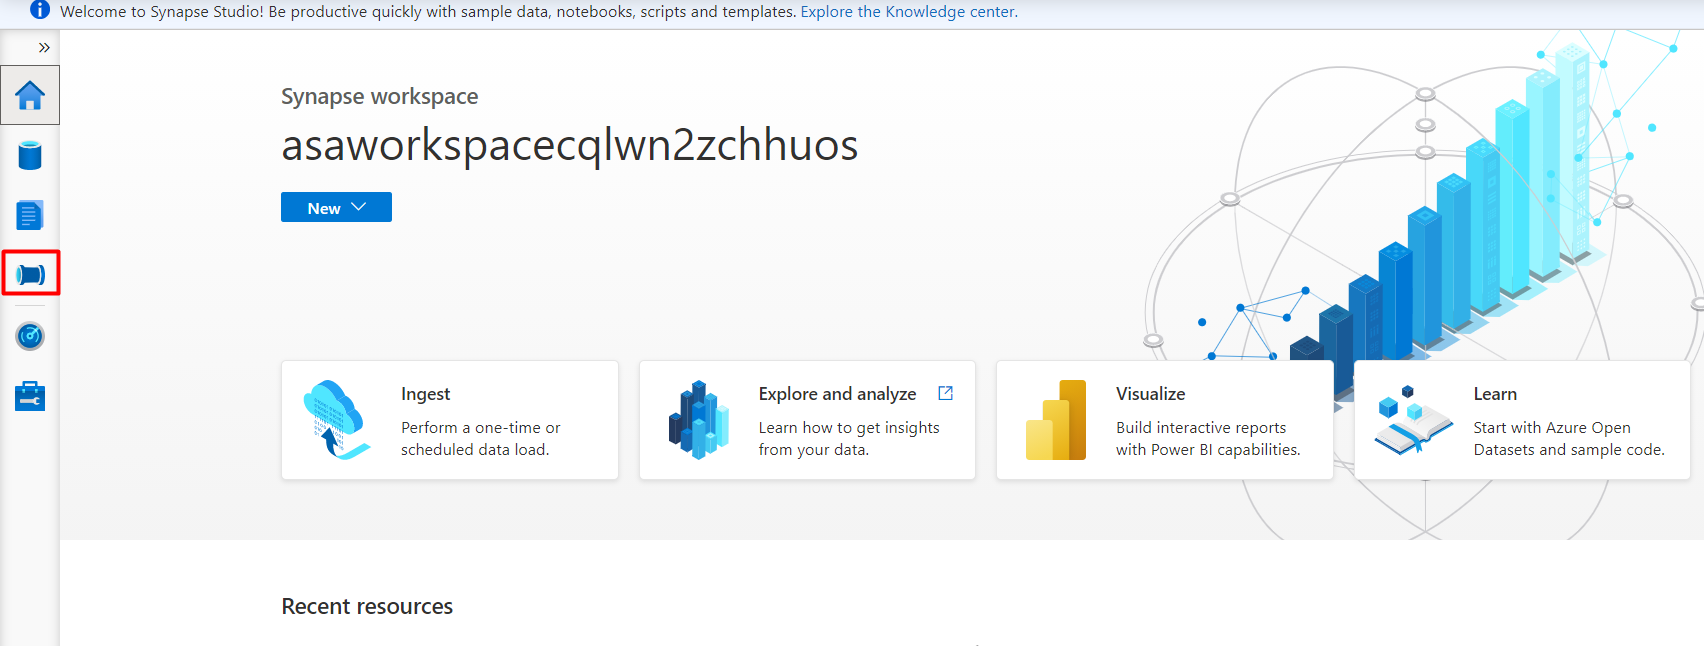 Welcome to Synapse Studio! Be productive quickly with sample data, notebooks, scripts and templates. Explore the Knowledge center.
Synapse workspace
asaworkspacecqlwn2zchhuos
New
Ingest
Perform a one-time or
scheduled data load.
Explore and analyze
Learn how to get insights
from your data.
Visualize
Build interactive reports
with Power BI capabilities.
Learn
Start with Azure Open
Datasets and sample code.
Recent resources